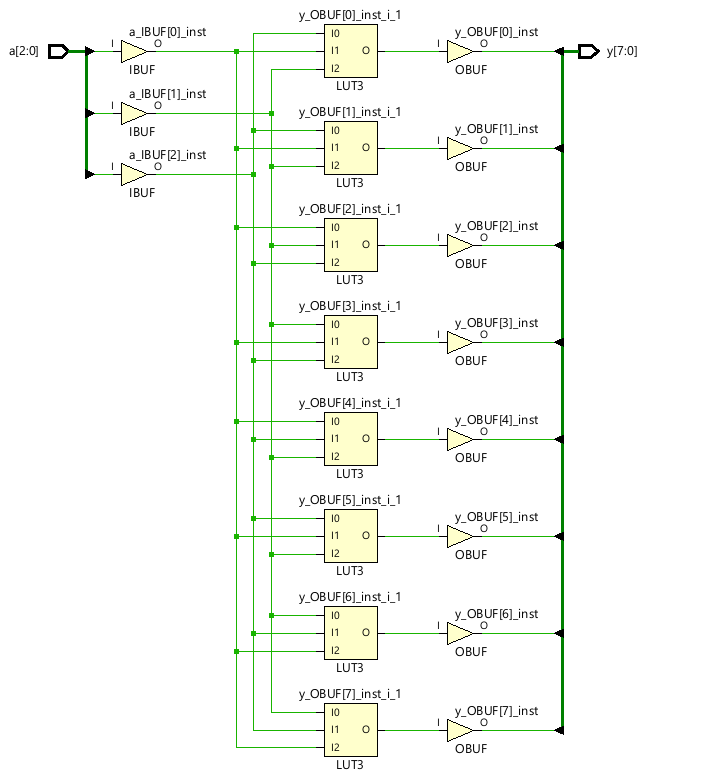 a[2:0]
a_IBUF[0]_inst
I
O
IBUF
a_IBUF[1]_inst
I
O
IBUF
a_IBUF[2]_inst
I
O
IBUF
y_OBUF[0]_inst_i_1
I0
I1
O
I2
LUT3
y_OBUF[0]_inst
I
O
OBUF
y[7:0]
y_OBUF[1]_inst_i_1
I0
I1
O
I2
LUT3
y_OBUF[1]_inst
I
O
OBUF
y_OBUF[2]_inst_i_1
I0
I1
O
I2
LUT3
y_OBUF[2]_inst
I
O
OBUF
y_OBUF[3]_inst_i_1
I0
I1
O
I2
LUT3
y_OBUF[3]_inst
I
O
OBUF
y_OBUF[4]_inst_i_1
I0
I1
O
I2
LUT3
y_OBUF[4]_inst
I
O
OBUF
y_OBUF[5]_inst_i_1
I0
I1
O
I2
LUT3
y_OBUF[5]_inst
I
O
OBUF
y_OBUF[6]_inst_i_1
I0
I1
O
I2
LUT3
y_OBUF[6]_inst
I
O
OBUF
y_OBUF[7]_inst_i_1
I0
I1
O
I2
LUT3
y_OBUF[7]_inst
I
O
OBUF